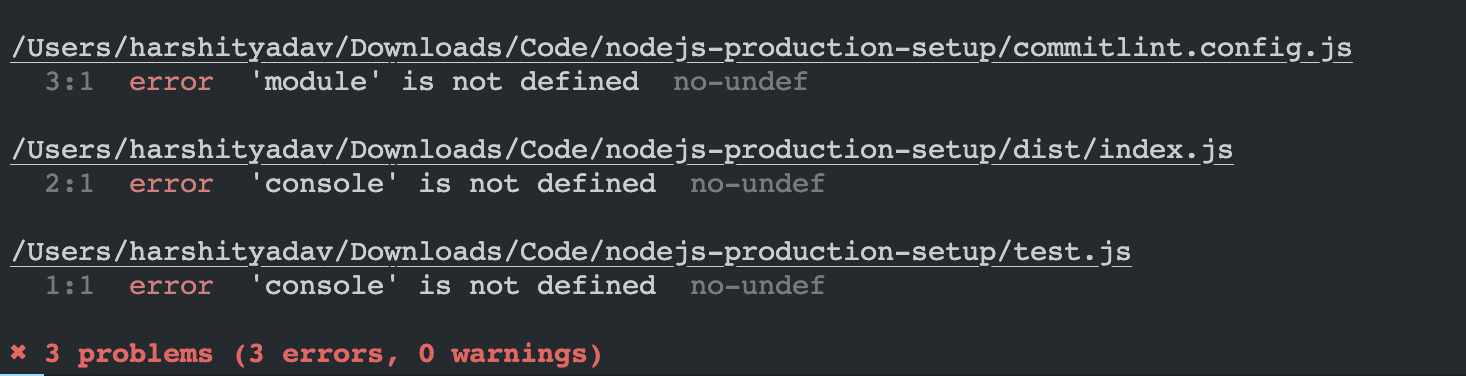 /Users/harshityadav/Downloads/Code/nodejs-production-setup/commitlint.config.js
3:1 error 'module' is not defined no-undef
/Users/harshityadav/Downloads/Code/nodejs-production-setup/dist/index.js
2:1 error 'console' is not defined no-undef
/Users/harshityadav/Downloads/Code/nodejs-production-setup/test.js
1:1 error 'console' is not defined no-undef
✖ 3 problems (3 errors, 0 warnings)